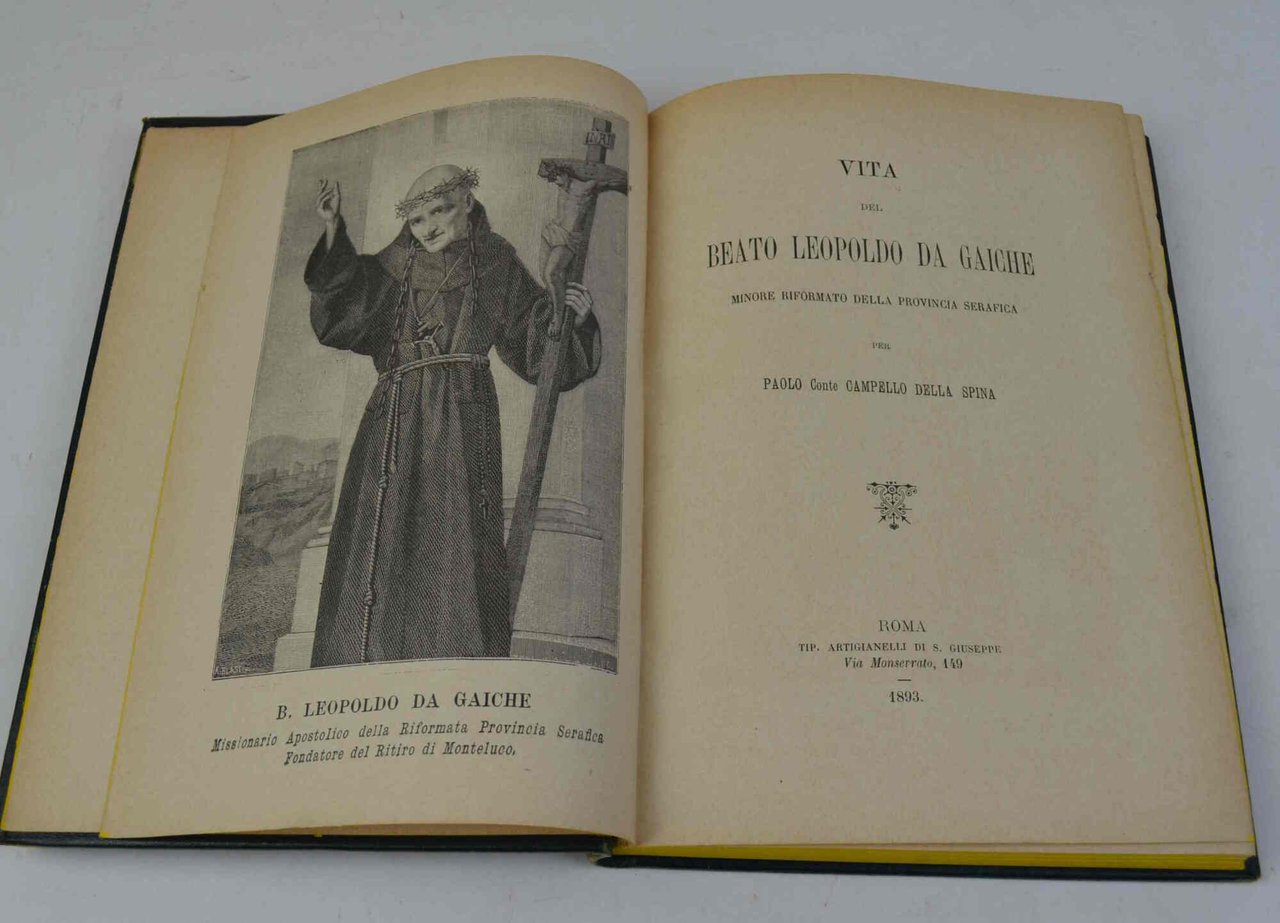 INRI
B. LEOPOLDO DA GAICHE
Missionario Apostolico della Riformata Provincia Serafica
Fondatore del Ritiro di Monteluco.
VITA
DEL
BEATO LEOPOLDO DA GAICHE
MINORE RIFORMATO DELLA PROVINCIA SERAFICA
PER
PAOLO Conte CAMPELLO DELLA SPINA
ROMA
TIP. ARTIGIANELLI DI S. GIUSEPPE
Via Monserrato, 149
1893.